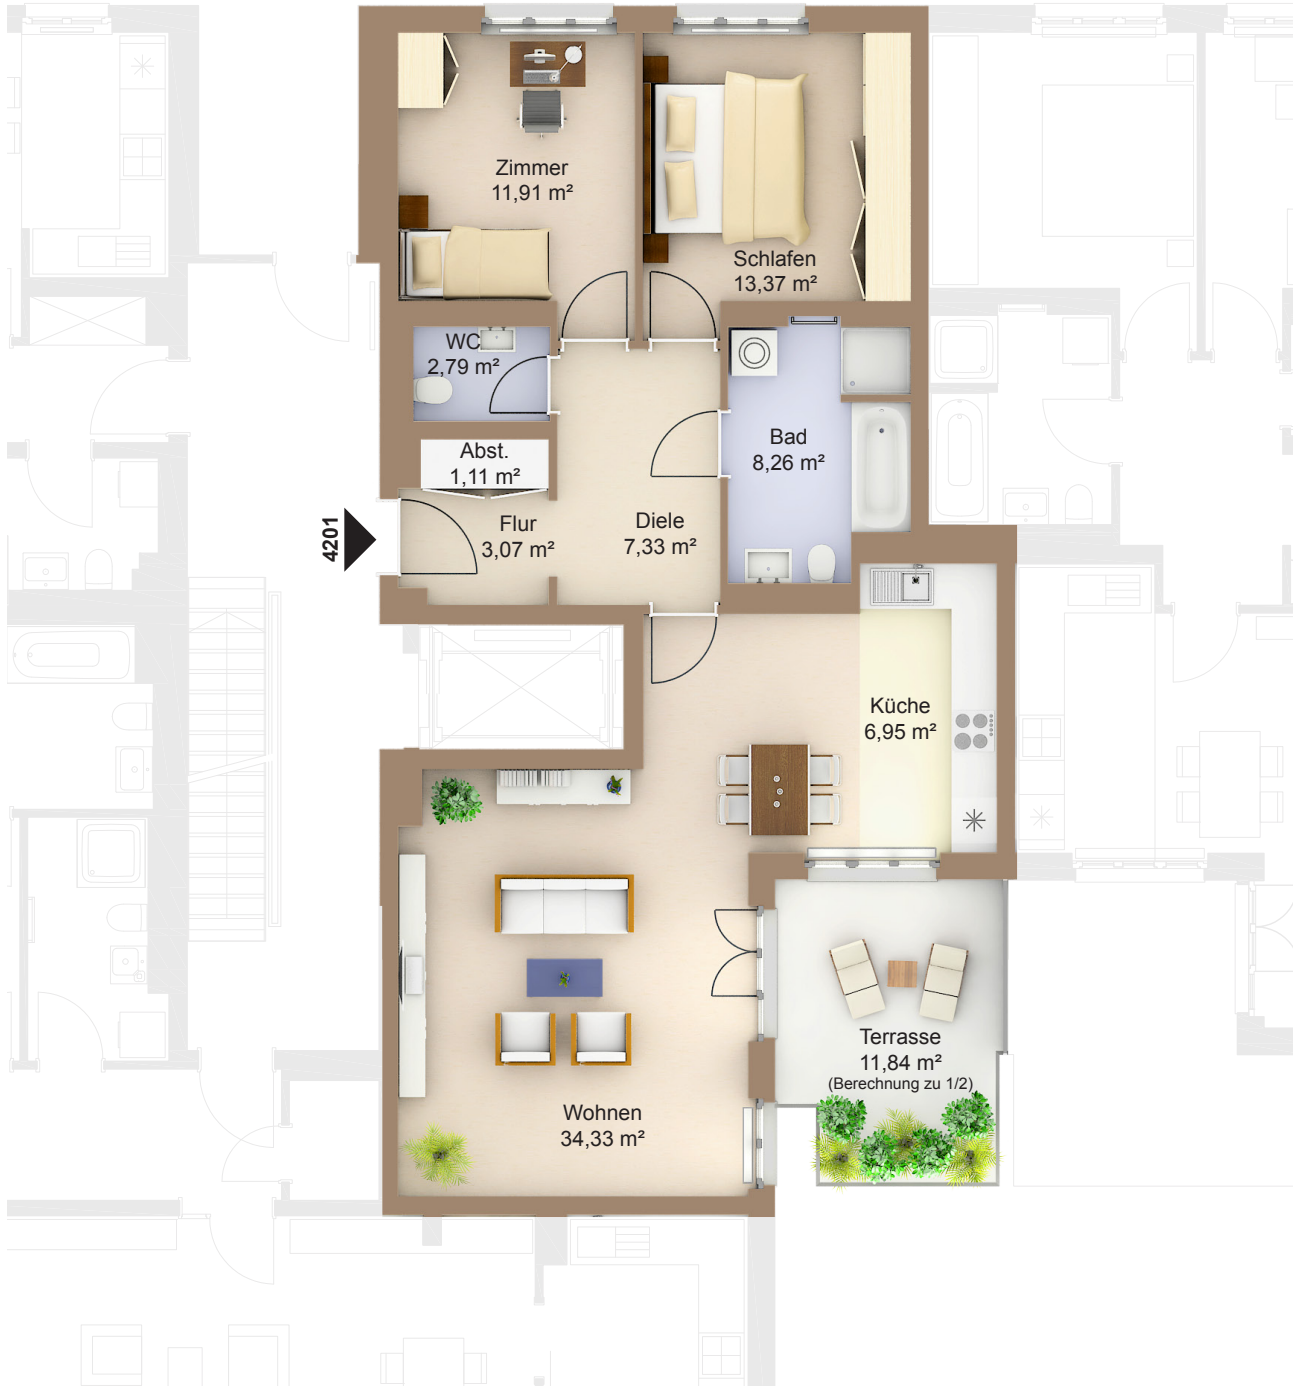 Zimmer
11,91 m²
Schlafen
13,37 m²
WC
2,79 m²
Abst.
1,11 m²
Bad
8,26 m²
4201
Flur
3,07 m²
Diele
7,33 m²
Küche
6,95 m²
Terrasse
11,84 m²
(Berechnung zu 1/2)
Wohnen
34,33 m²